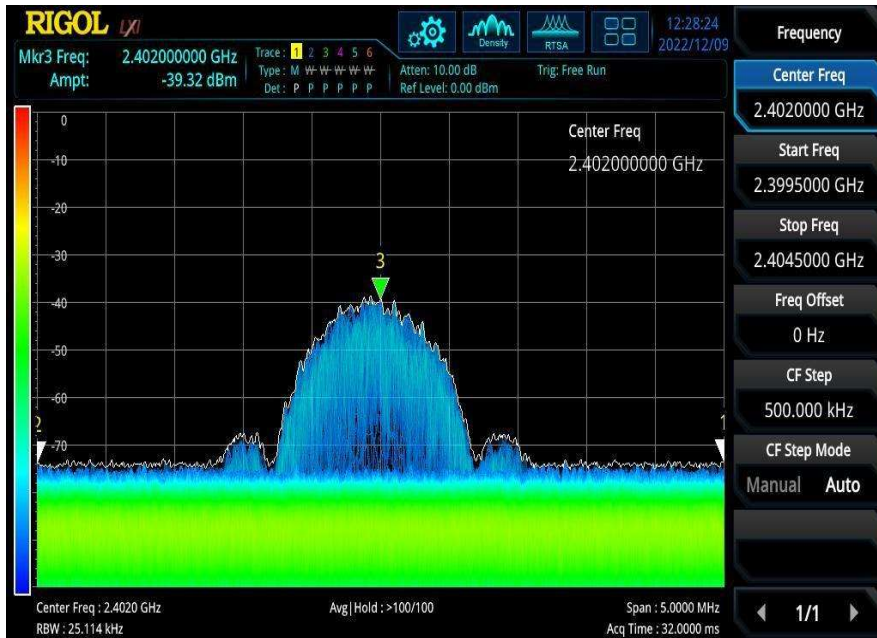 RIGOL LXI
Density
RTSA
12:28:24
2022/12/09
Mkr3 Freq: 2.402000000 GHz
Ampt: -39.32 dBm
Trace: 1 2 3 4 5 6
Type: M W W W W W
Det: P P P P P P
Atten: 10.00 dB
Ref Level: 0.00 dBm
Trig: Free Run
0
-10
-20
-30
-40
-50
-60
-70
Center Freq
2.402000000 GHz
3
2
1
Center Freq : 2.4020 GHz
RBW : 25.114 kHz
Avg|Hold : >100/100
Span : 5.0000 MHz
Acq Time : 32.0000 ms
Frequency
Center Freq
2.4020000 GHz
Start Freq
2.3995000 GHz
Stop Freq
2.4045000 GHz
Freq Offset
0 Hz
CF Step
500.000 kHz
CF Step Mode
Manual Auto
1/1